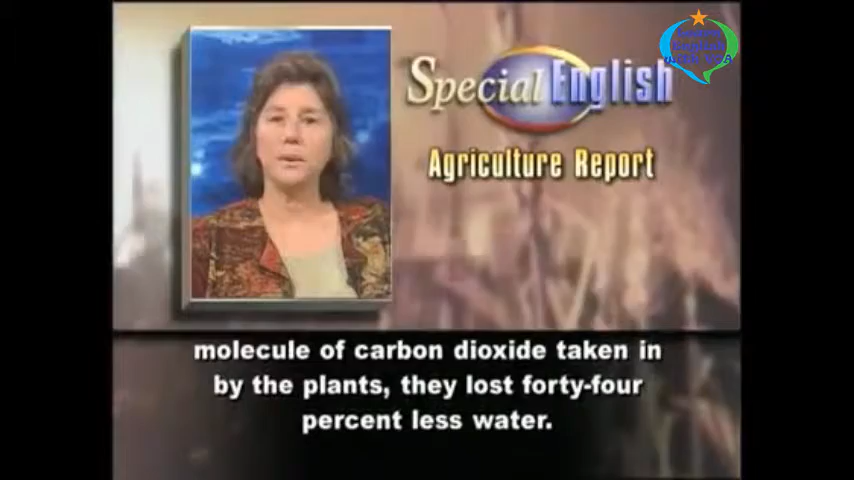 Special English
Agriculture Report
molecule of carbon dioxide taken in
by the plants, they lost forty-four
percent less water.